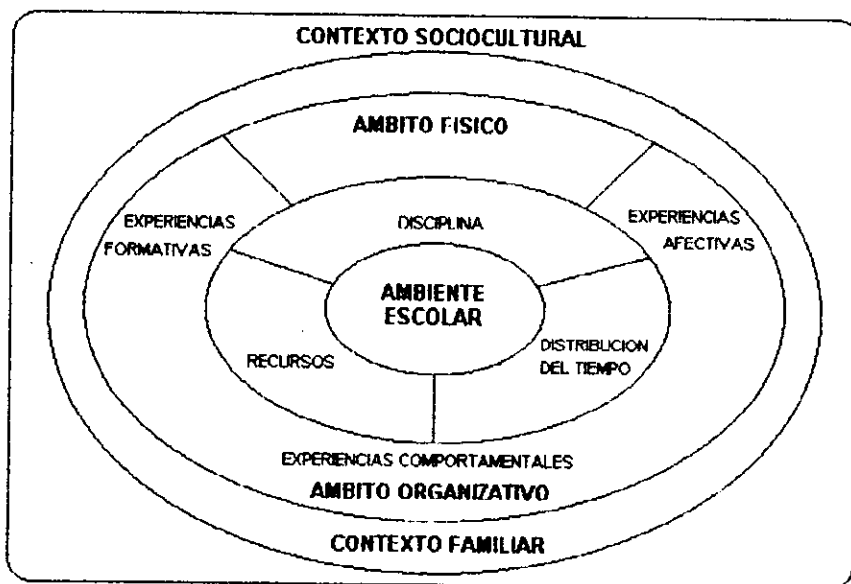 CONTEXTO SOCIOCULTURAL
AMBITO FISICO
EXPERIENCIAS
FORMATIVAS
DISCIPLINA
EXPERIENCIAS
AFECTIVAS
AMBIENTE
ESCOLAR
RECURSOS
DISTRIBUCION
DEL TIEMPO
EXPERIENCIAS COMPORTAMENTALES
AMBITO ORGANIZATIVO
CONTEXTO FAMILIAR